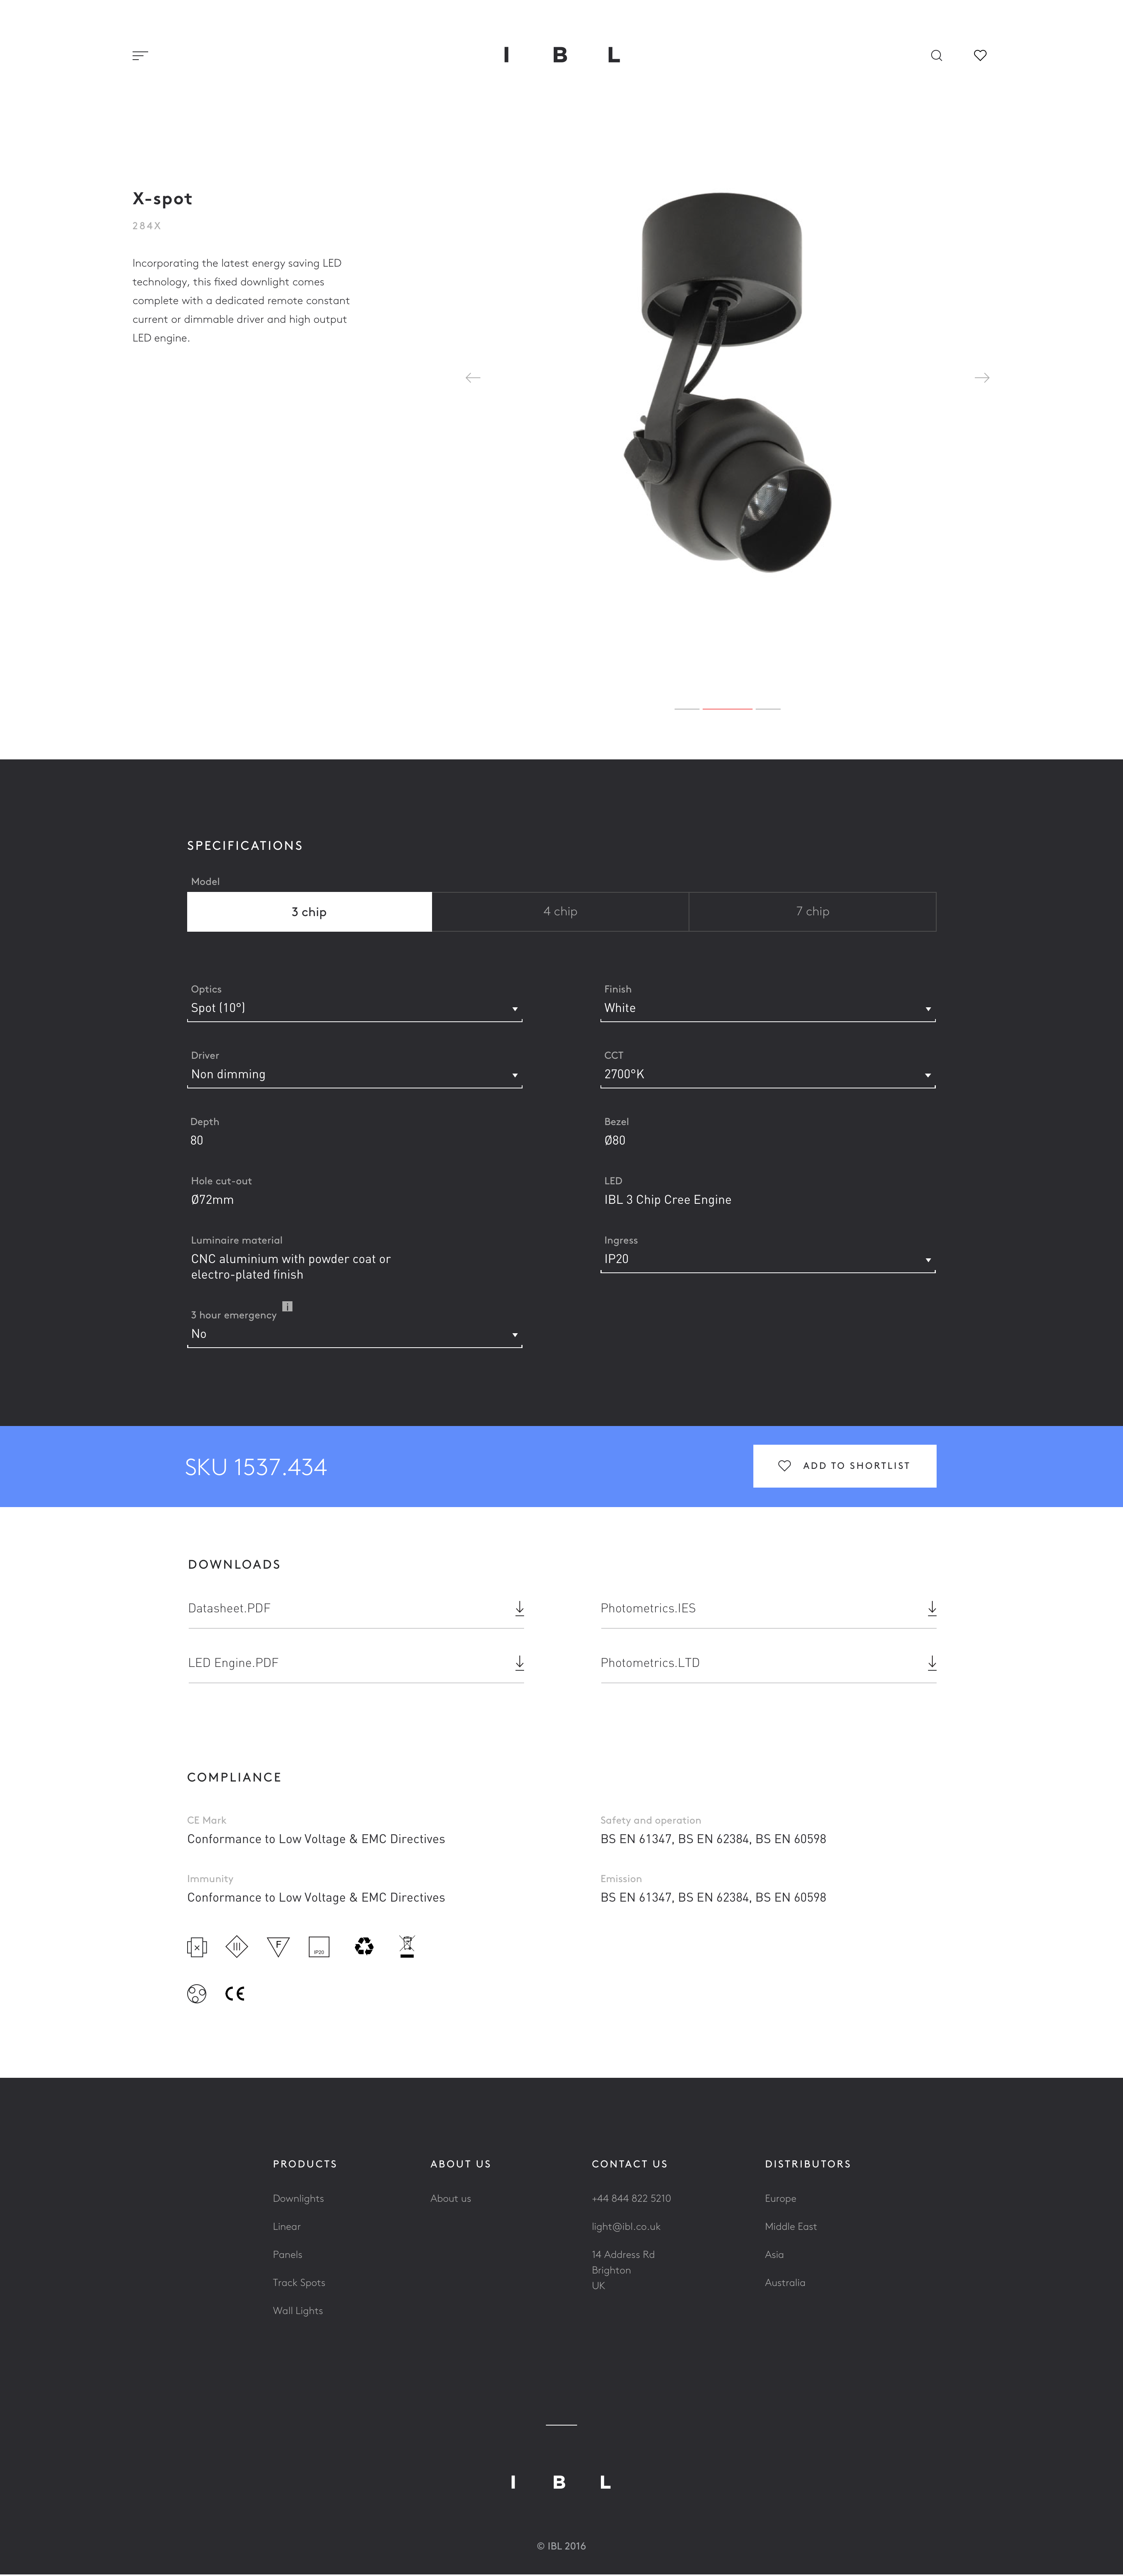 I B L
X-spot
284X
Incorporating the latest energy saving LED
technology, this fixed downlight comes
complete with a dedicated remote constant
current or dimmable driver and high output
LED engine.
SPECIFICATIONS
Model
3 chip
4 chip
7 chip
Optics
Spot (10°)
Finish
White
Driver
Non dimming
CCT
2700°K
Depth
80
Bezel
Ø80
Hole cut-out
Ø72mm
LED
IBL 3 Chip Cree Engine
Luminaire material
CNC aluminium with powder coat or
electro-plated finish
Ingress
IP20
3 hour emergency i
No
SKU 1537.434
ADD TO SHORTLIST
DOWNLOADS
Datasheet.PDF
Photometrics.IES
LED Engine.PDF
Photometrics.LTD
COMPLIANCE
CE Mark
Conformance to Low Voltage & EMC Directives
Safety and operation
BS EN 61347, BS EN 62384, BS EN 60598
Immunity
Conformance to Low Voltage & EMC Directives
Emission
BS EN 61347, BS EN 62384, BS EN 60598
III
F
IP20
CE
PRODUCTS
Downlights
Linear
Panels
Track Spots
Wall Lights
ABOUT US
About us
CONTACT US
+44 844 822 5210
light@ibl.co.uk
14 Address Rd
Brighton
UK
DISTRIBUTORS
Europe
Middle East
Asia
Australia
I B L
© IBL 2016